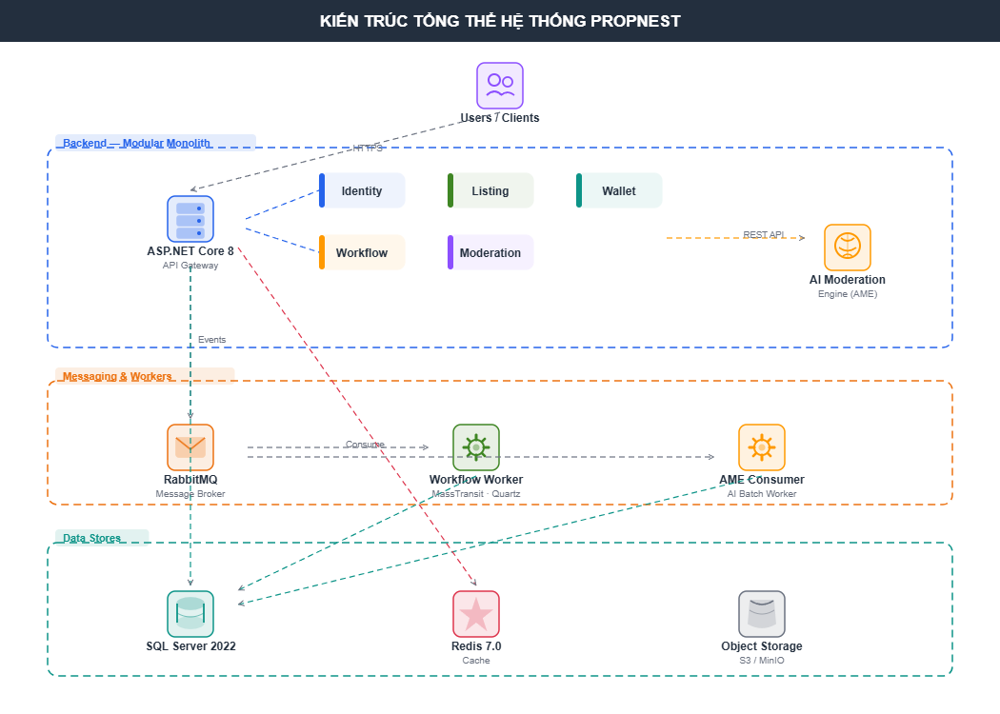 KIẾN TRÚC TỔNG THỂ HỆ THỐNG PROPNEST
Users / Clients
HTTPS
Backend — Modular Monolith
Identity
Listing
Wallet
ASP.NET Core 8
API Gateway
Workflow
Moderation
REST API
AI Moderation
Engine (AME)
Events
Messaging & Workers
Consume
RabbitMQ
Message Broker
Workflow Worker
MassTransit · Quartz
AME Consumer
AI Batch Worker
Data Stores
SQL Server 2022
Redis 7.0
Cache
Object Storage
S3 / MinIO